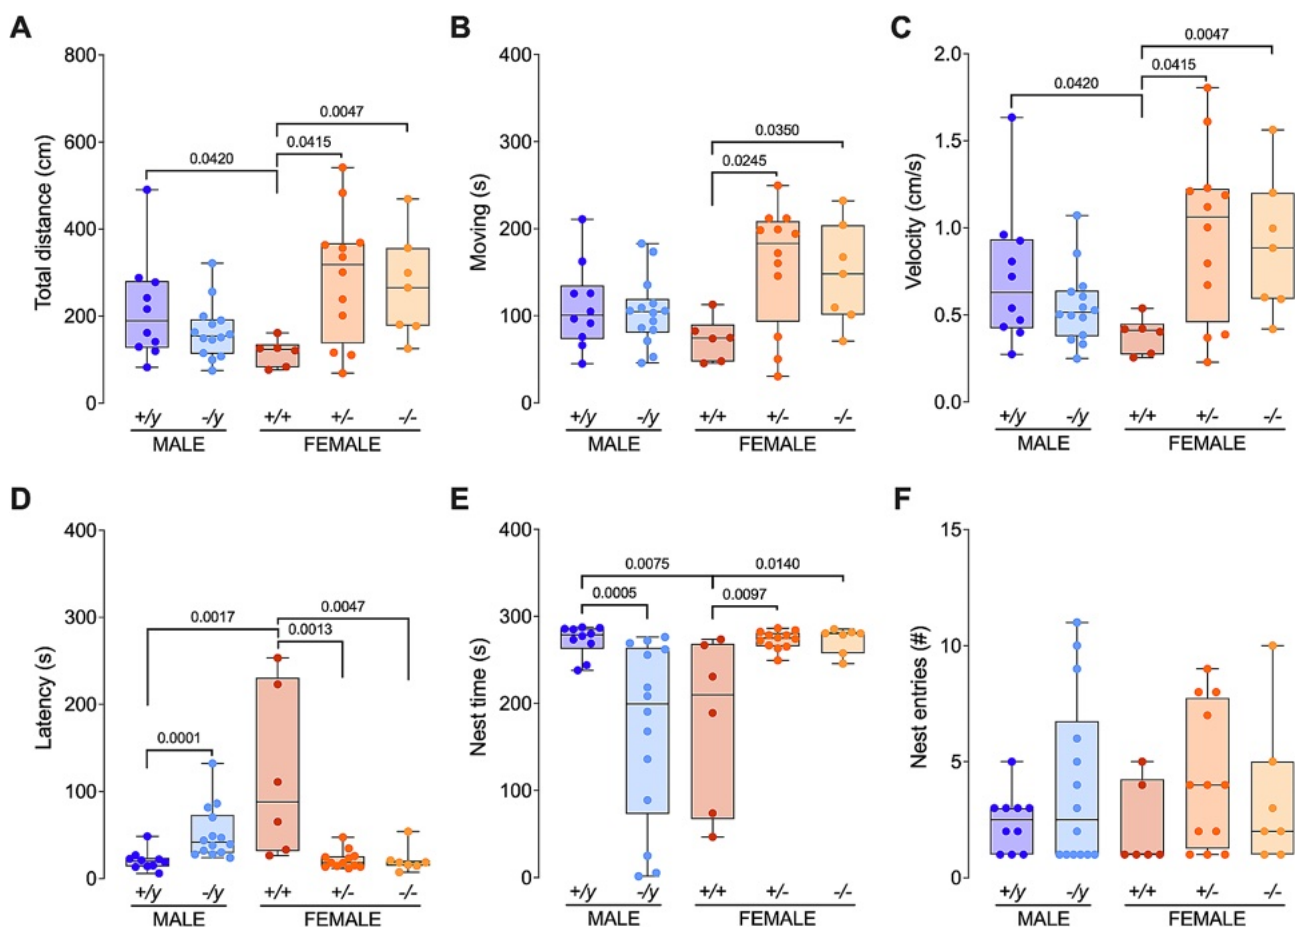 A
Total distance (cm)
800
600
400
200
0
0.0420
0.0415
0.0047
+/y -/y +/+ +/- -/-
MALE FEMALE
B
Moving (s)
400
300
200
100
0
0.0350
0.0245
+/y -/y +/+ +/- -/-
MALE FEMALE
C
Velocity (cm/s)
2.0
1.5
1.0
0.5
0.0
0.0047
0.0415
0.0420
+/y -/y +/+ +/- -/-
MALE FEMALE
D
Latency (s)
400
300
200
100
0
0.0017
0.0047
0.0013
0.0001
+/y -/y +/+ +/- -/-
MALE FEMALE
E
Nest time (s)
400
300
200
100
0
0.0075
0.0140
0.0005
0.0097
+/y -/y +/+ +/- -/-
MALE FEMALE
F
Nest entries (#)
15
10
5
0
+/y -/y +/+ +/- -/-
MALE FEMALE